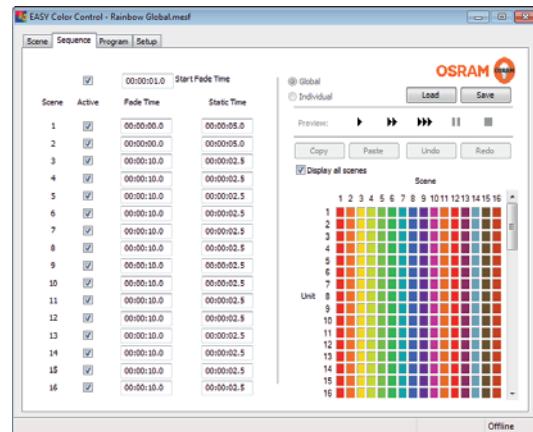 EASY Color Control - Rainbow Global.mesf
Scene Sequence Program Setup
00:00:01.0 Start Fade Time
Scene Active Fade Time Static Time
1 00:00:00.0 00:00:05.0
2 00:00:00.0 00:00:05.0
3 00:00:10.0 00:00:02.5
4 00:00:10.0 00:00:02.5
5 00:00:10.0 00:00:02.5
6 00:00:10.0 00:00:02.5
7 00:00:10.0 00:00:02.5
8 00:00:10.0 00:00:02.5
9 00:00:10.0 00:00:02.5
10 00:00:10.0 00:00:02.5
11 00:00:10.0 00:00:02.5
12 00:00:10.0 00:00:02.5
13 00:00:10.0 00:00:02.5
14 00:00:10.0 00:00:02.5
15 00:00:10.0 00:00:02.5
16 00:00:10.0 00:00:02.5
OSRAM OSRAM
Global
Individual
Load Save
Preview:
Copy Paste Undo Redo
Display all scenes
Scene
1 2 3 4 5 6 7 8 9 10 11 12 13 14 15 16
1
2
3
4
5
6
7
Unit 8
9
10
11
12
13
14
15
16
Offline